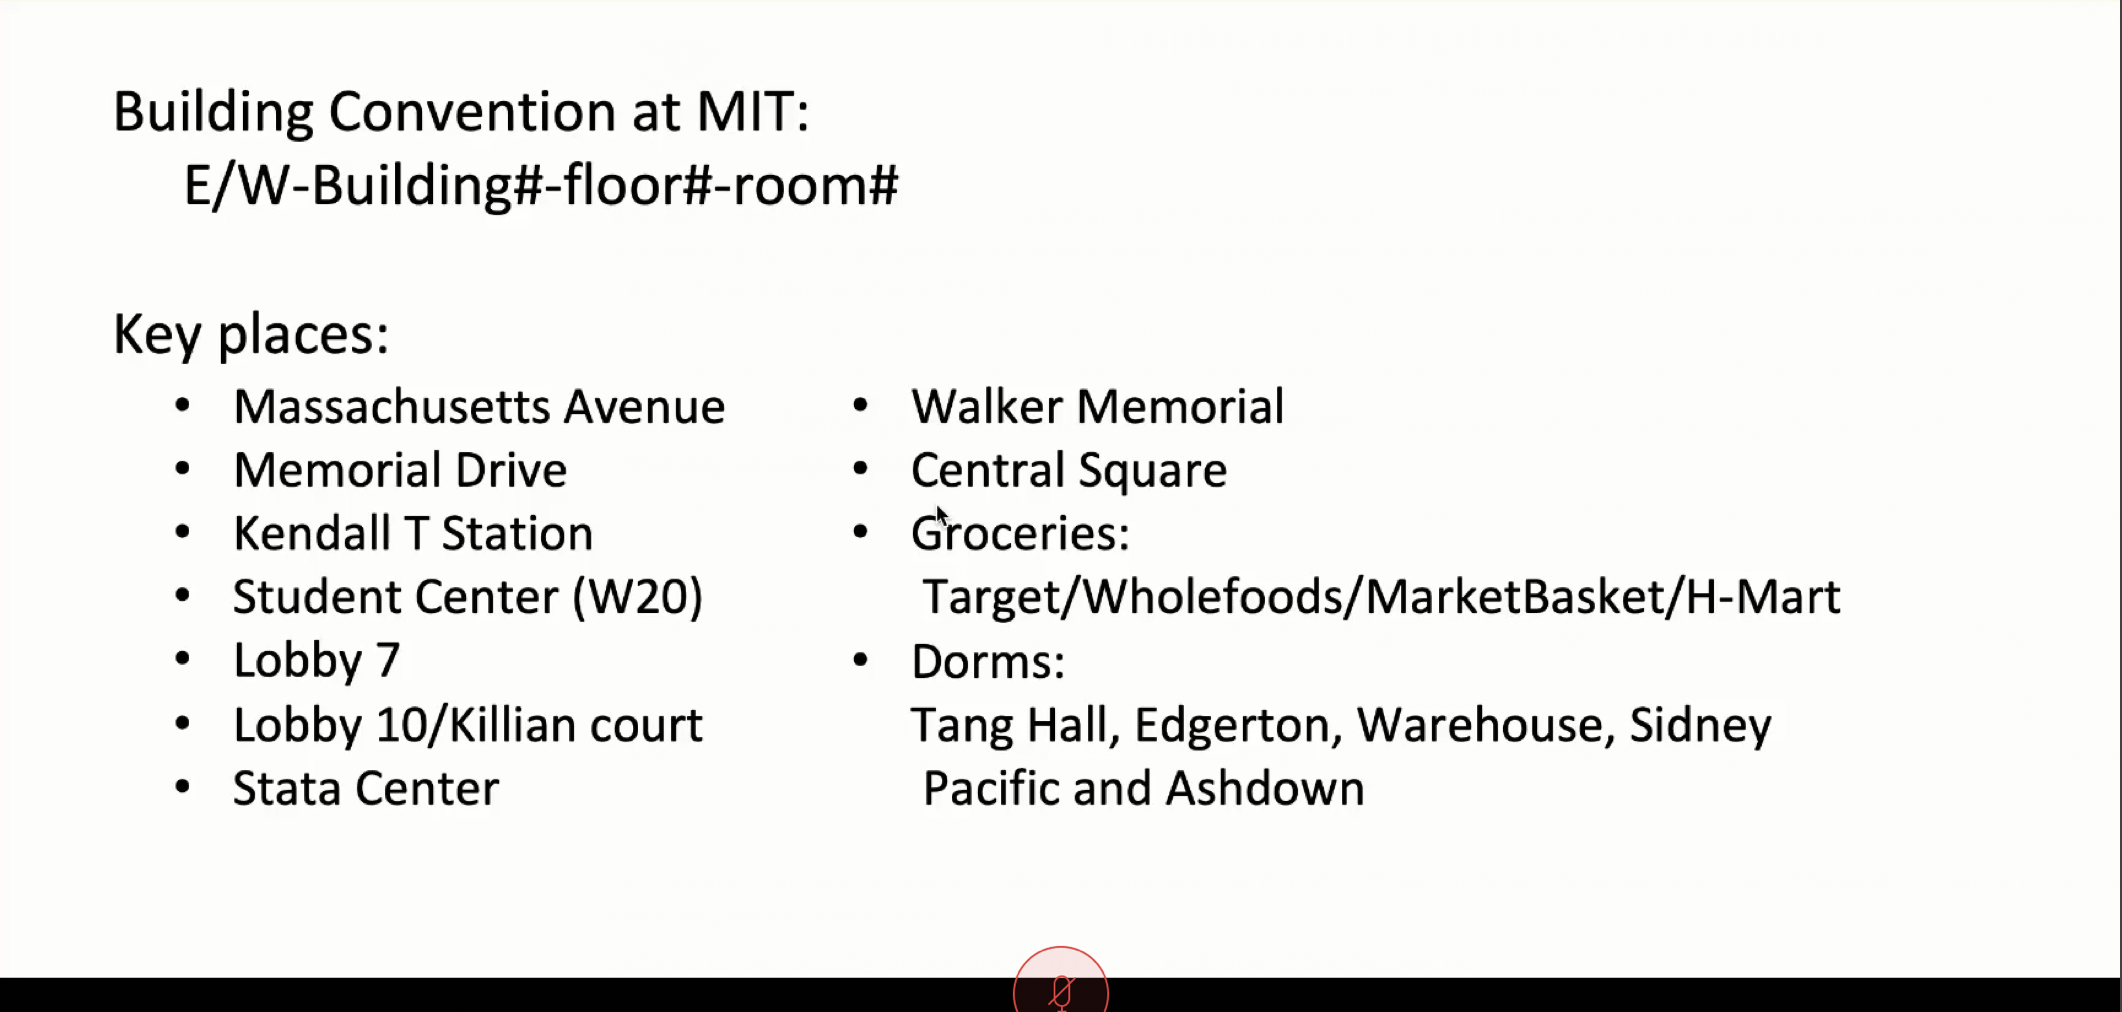 Building Convention at MIT:
E/W-Building#-floor#-room#
Key places:
• Massachusetts Avenue
• Memorial Drive
• Kendall T Station
• Student Center (W20)
• Lobby 7
• Lobby 10/Killian court
• Stata Center
• Walker Memorial
• Central Square
• Groceries:
Target/Wholefoods/MarketBasket/H-Mart
• Dorms:
Tang Hall, Edgerton, Warehouse, Sidney
Pacific and Ashdown